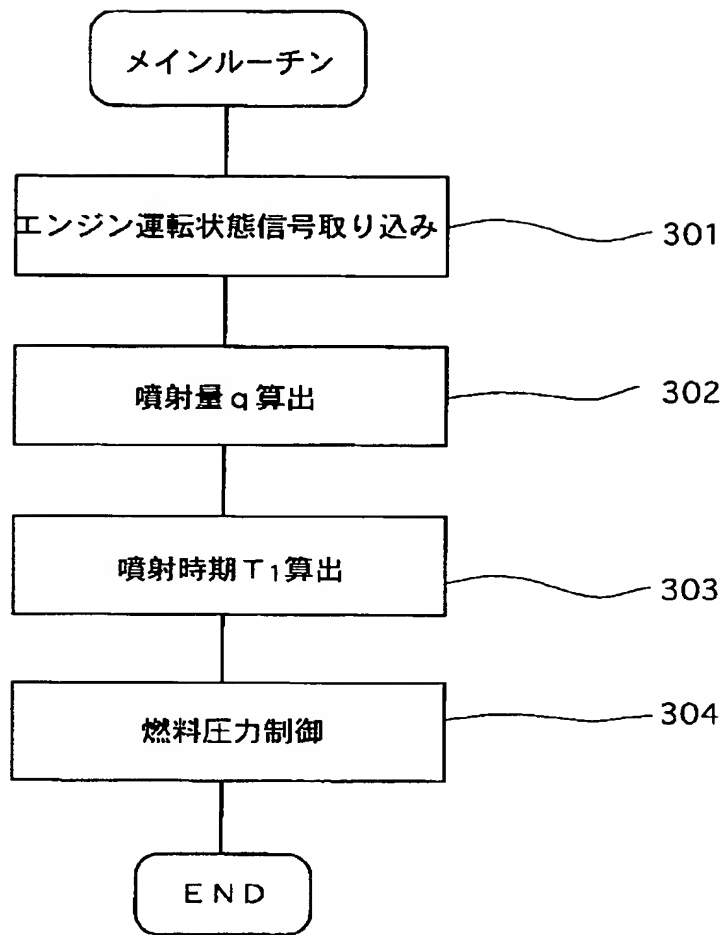 メインルーチン
エンジン運転状態信号取り込み
301
噴射量q算出
302
噴射時期T₁算出
303
燃料圧力制御
304
END